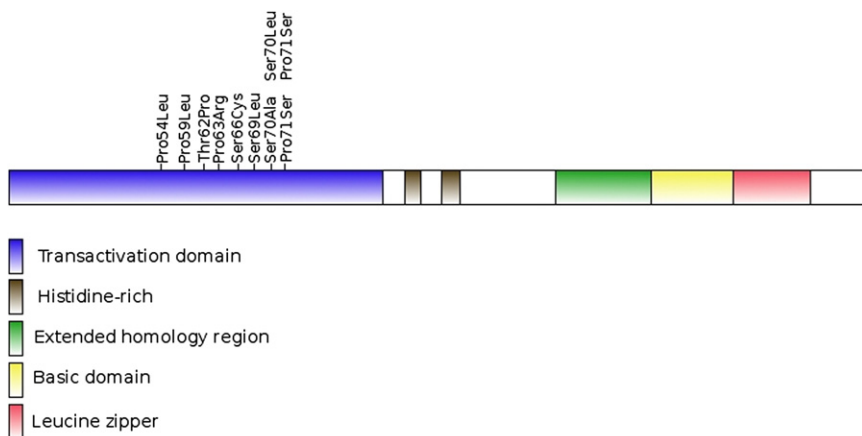 Ser70Leu
Pro71Ser
Pro54Leu
Pro59Leu
Thr62Pro
Pro63Arg
Ser66Cys
Ser69Leu
Ser70Ala
Pro71Ser
Transactivation domain
Histidine-rich
Extended homology region
Basic domain
Leucine zipper